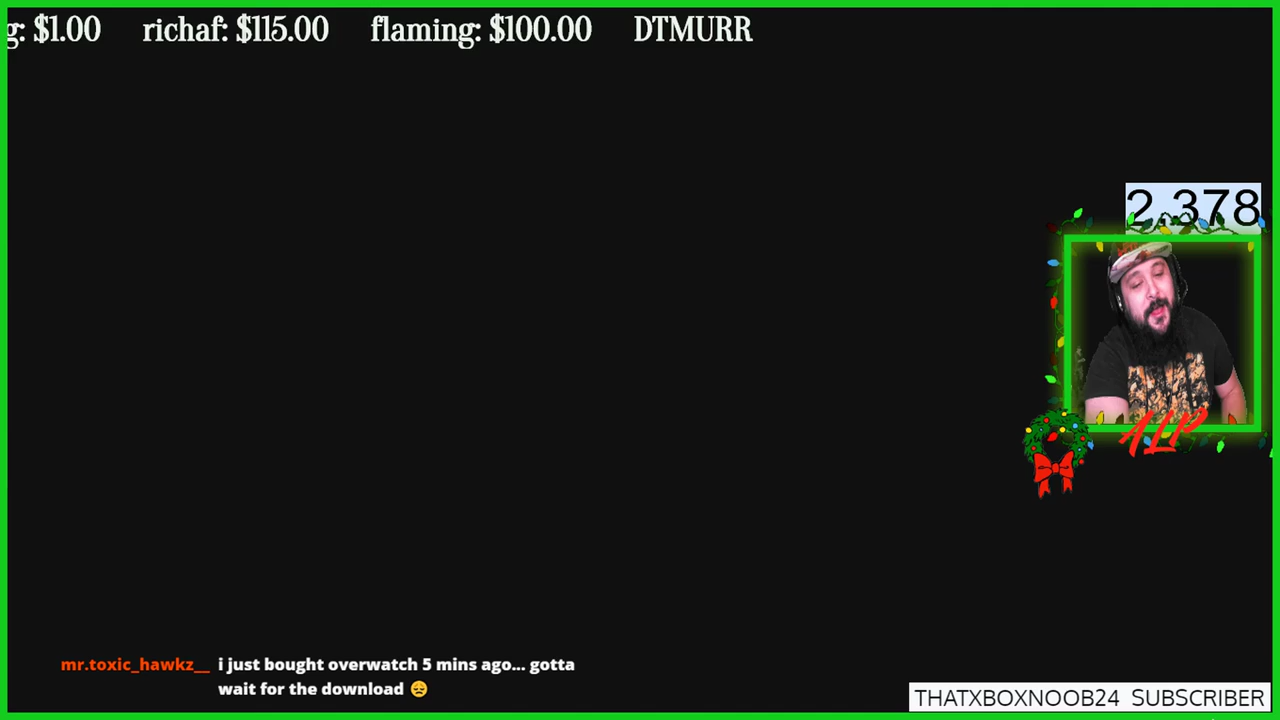 g: $1.00 richaf: $115.00 flaming: $100.00 DTMURR
2,378
ALP
mr.toxic_hawkz__ i just bought overwatch 5 mins ago... gotta
wait for the download 😔
THATXBOXNOOB24 SUBSCRIBER